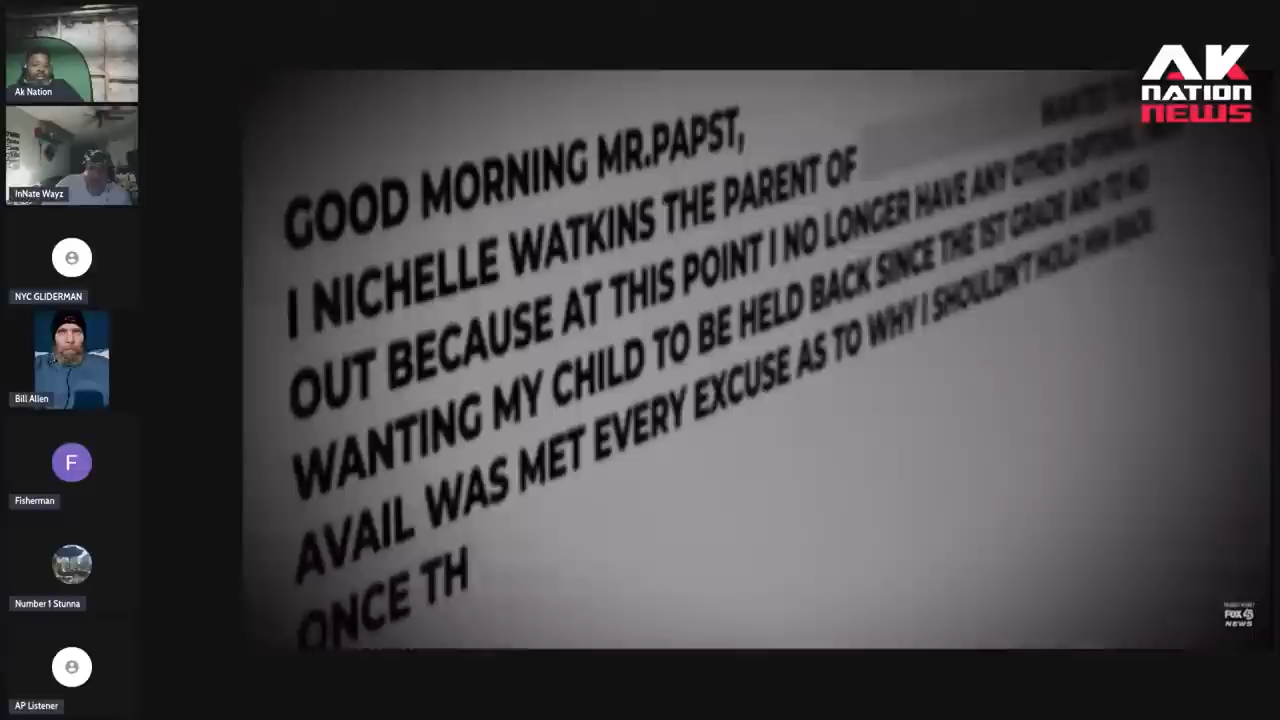 Ak Nation
InNate Wayz
NYC GLIDERMAN
Bill Allen
F
Fisherman
Number 1 Stunna
AP Listener
AK
NATION
NEWS
GOOD MORNING MR.PAPST,
I NICHELLE WATKINS THE PARENT OF WANTED
OUT BECAUSE AT THIS POINT I NO LONGER HAVE ANY OTHER OPTIONS,
WANTING MY CHILD TO BE HELD BACK SINCE THE 1ST GRADE AND TO NO
AVAIL WAS MET EVERY EXCUSE AS TO WHY I SHOULDN'T HOLD HIM BACK
ONCE TH
FOX 45
NEWS